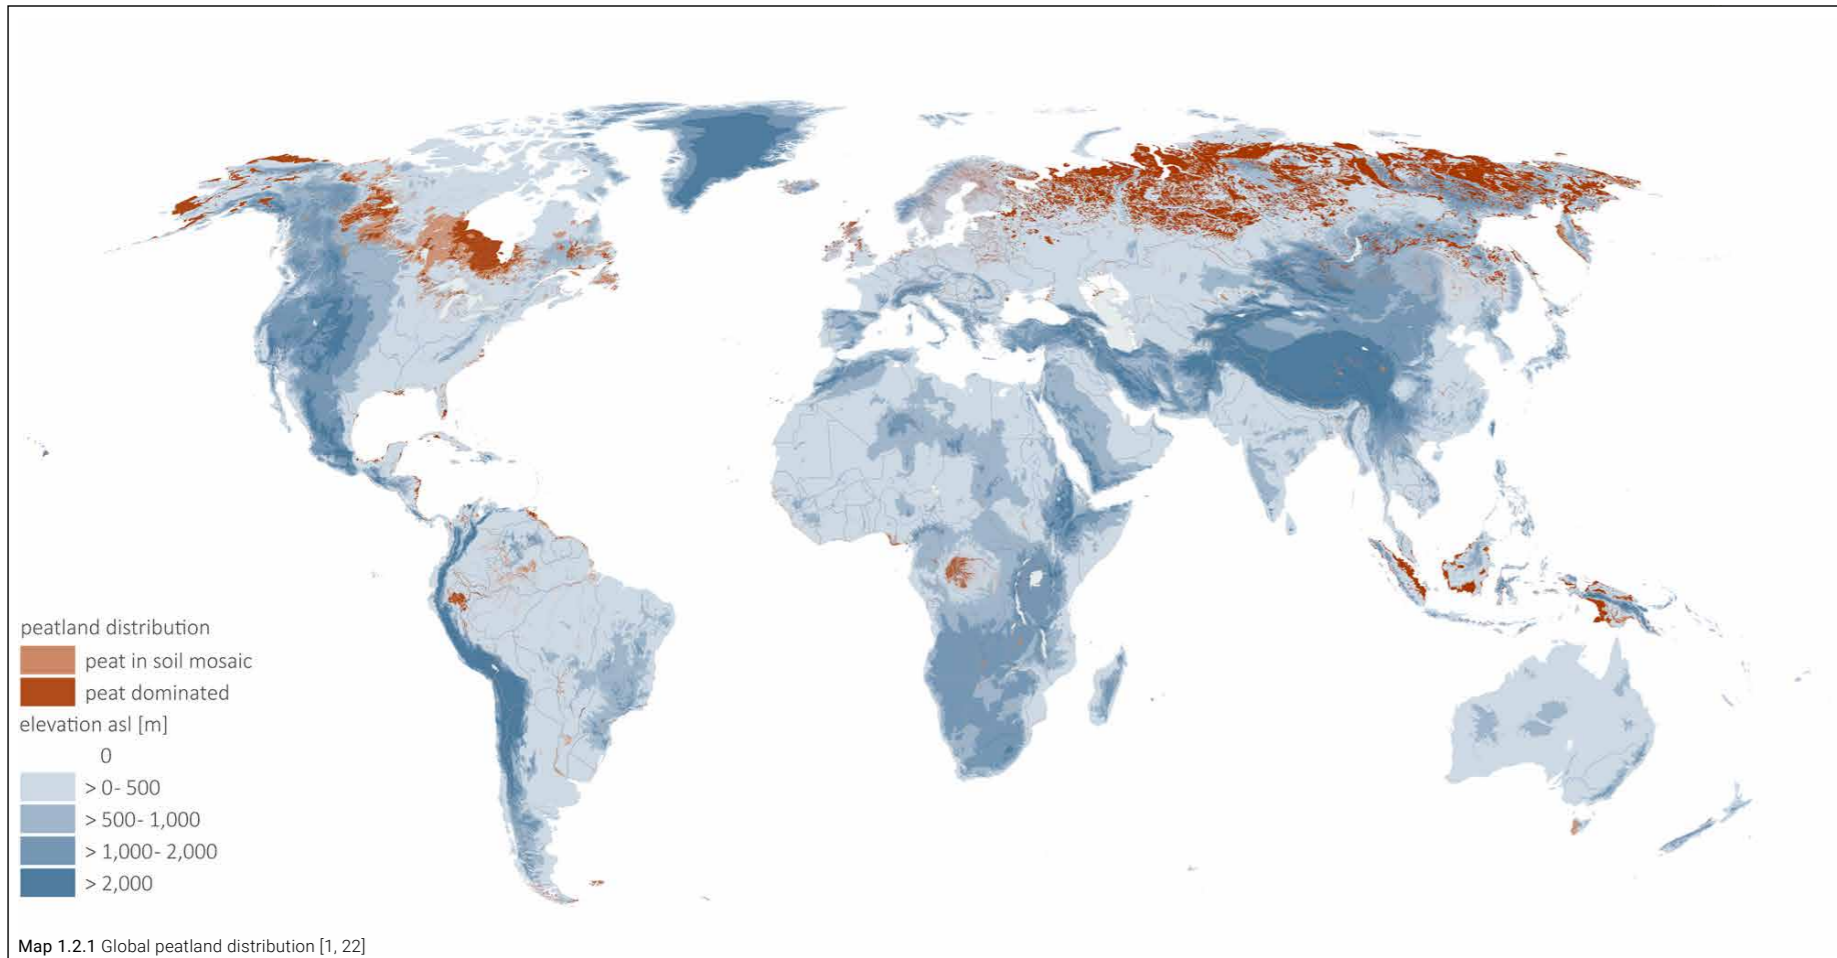 peatland distribution
peat in soil mosaic
peat dominated
elevation asl [m]
0
> 0- 500
> 500- 1,000
> 1,000- 2,000
> 2,000
Map 1.2.1 Global peatland distribution [1, 22]